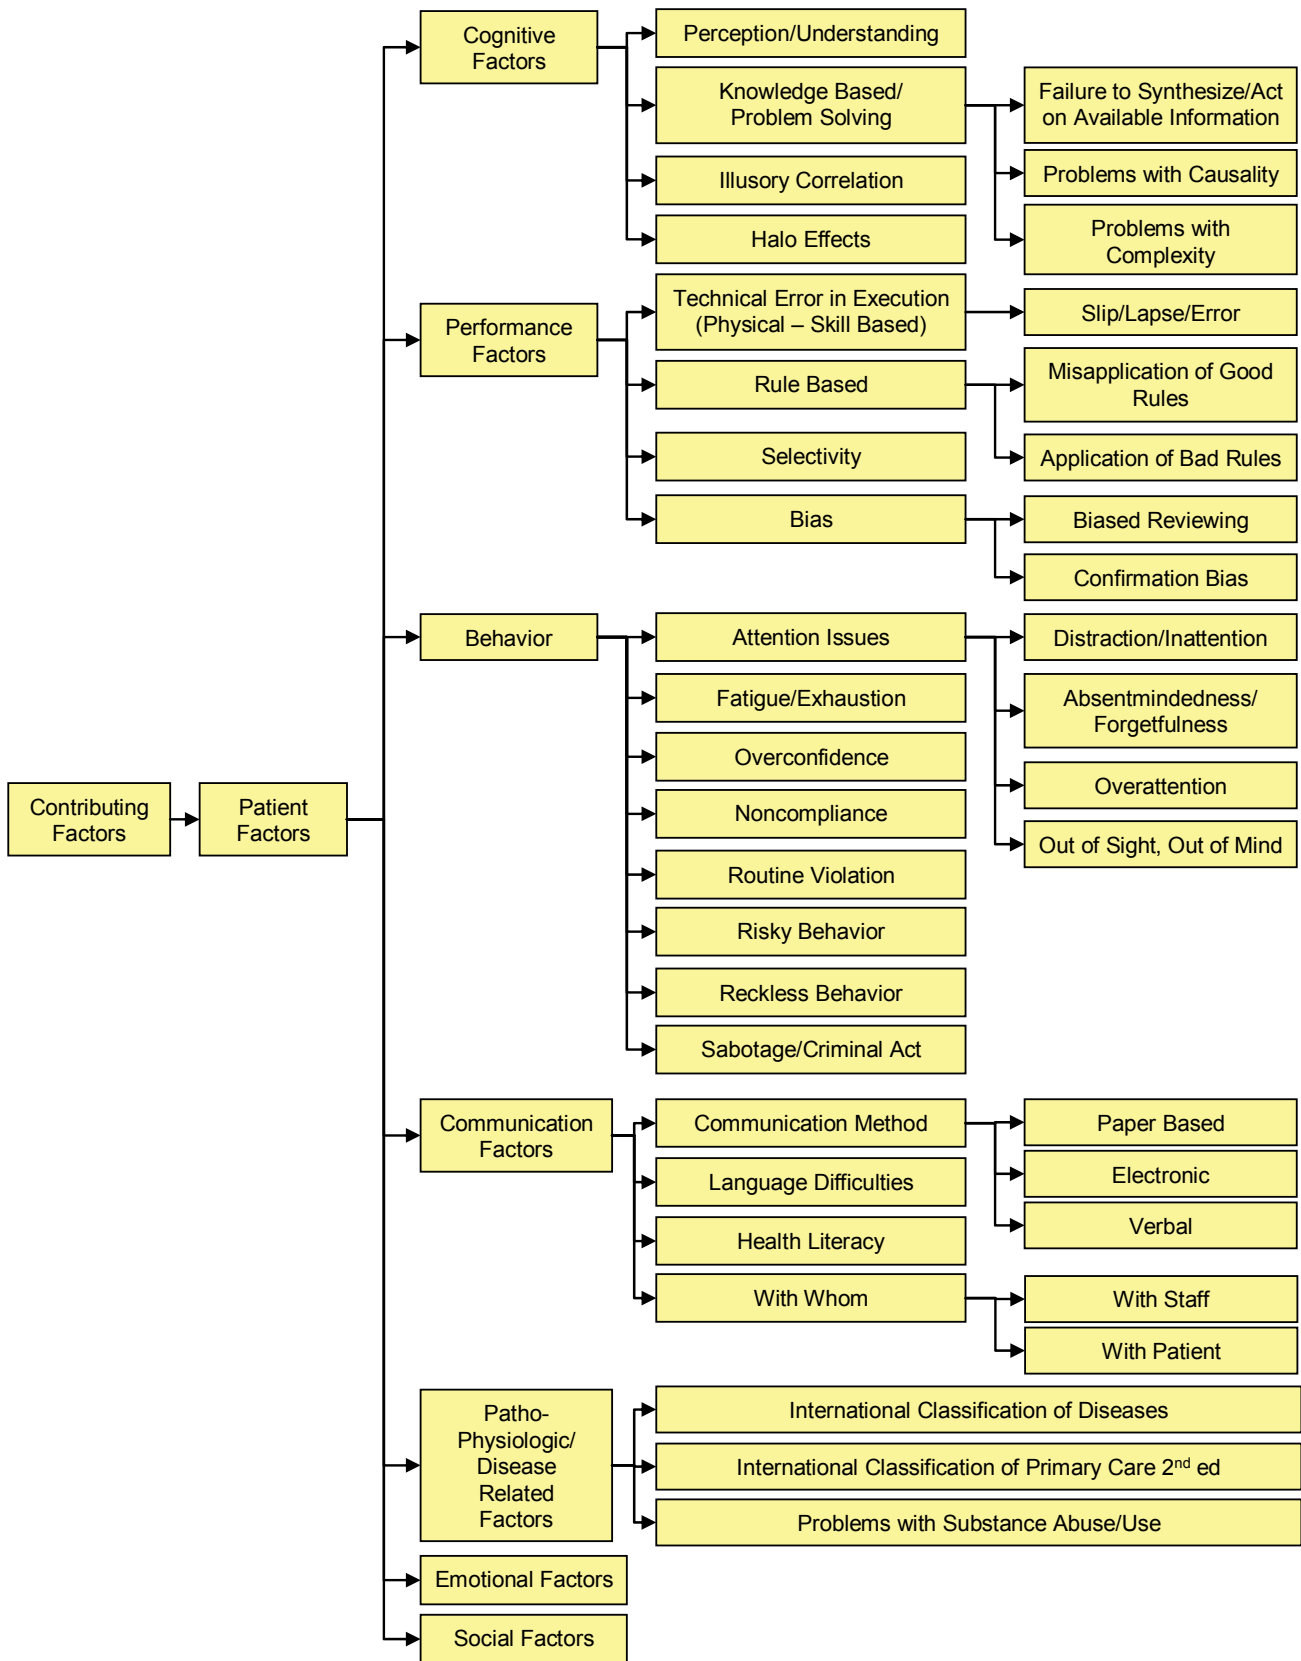 Cognitive
Factors
Perception/Understanding
Knowledge Based/
Problem Solving
Failure to Synthesize/Act
on Available Information
Problems with Causality
Illusory Correlation
Halo Effects
Problems with
Complexity
Performance
Factors
Technical Error in Execution
(Physical – Skill Based)
Slip/Lapse/Error
Rule Based
Misapplication of Good
Rules
Selectivity
Application of Bad Rules
Bias
Biased Reviewing
Confirmation Bias
Behavior
Attention Issues
Distraction/Inattention
Fatigue/Exhaustion
Absentmindedness/
Forgetfulness
Overconfidence
Overattention
Contributing
Factors
Patient
Factors
Noncompliance
Out of Sight, Out of Mind
Routine Violation
Risky Behavior
Reckless Behavior
Sabotage/Criminal Act
Communication
Factors
Communication Method
Paper Based
Language Difficulties
Electronic
Health Literacy
Verbal
With Whom
With Staff
With Patient
Patho-
Physiologic/
Disease
Related
Factors
International Classification of Diseases
International Classification of Primary Care 2nd ed
Problems with Substance Abuse/Use
Emotional Factors
Social Factors